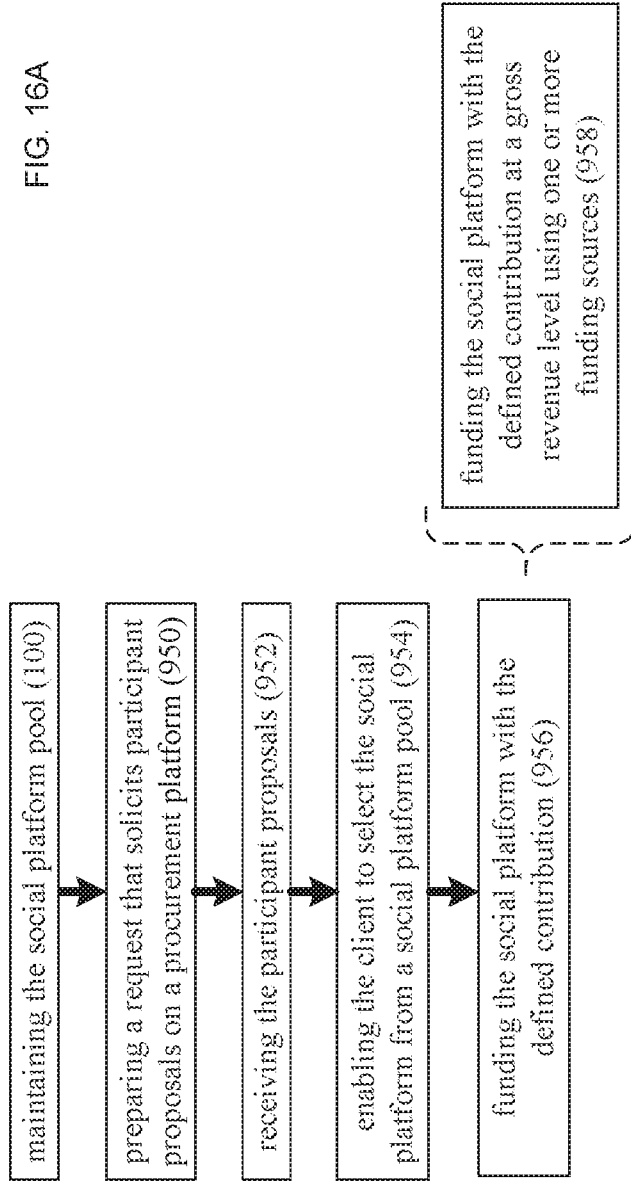 FIG. 16A
maintaining the social platform pool (100)
preparing a request that solicits participant
proposals on a procurement platform (950)
receiving the participant proposals (952)
enabling the client to select the social
platform from a social platform pool (954)
funding the social platform with the
defined contribution (956)
funding the social platform with the
defined contribution at a gross
revenue level using one or more
funding sources (958)